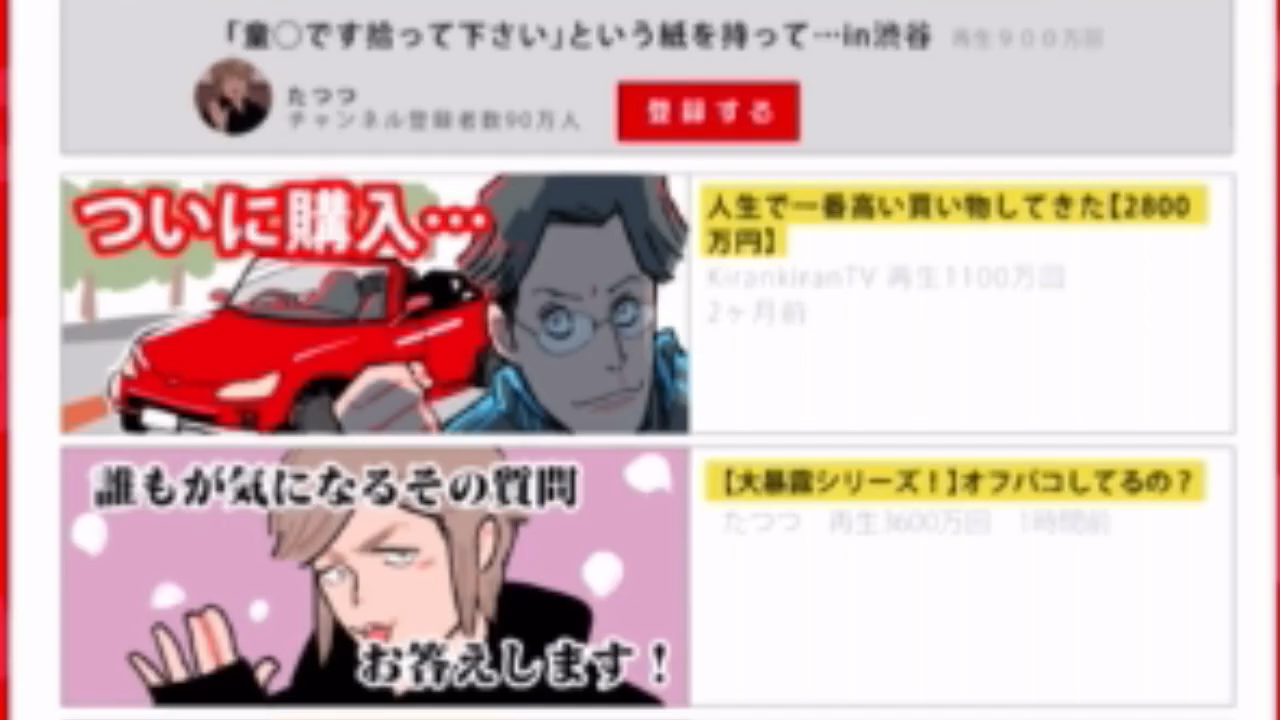 「童○です拾って下さい」という紙を持って…in渋谷 再生900万回
たつつ
チャンネル登録者数90万人
登録する
ついに購入…
人生で一番高い買い物してきた【2800
万円】
KirankiranTV 再生1100万回
2ヶ月前
誰もが気になるその質問
お答えします!
【大暴露シリーズ!】オフパコしてるの?
たつつ 再生3600万回 1時間前